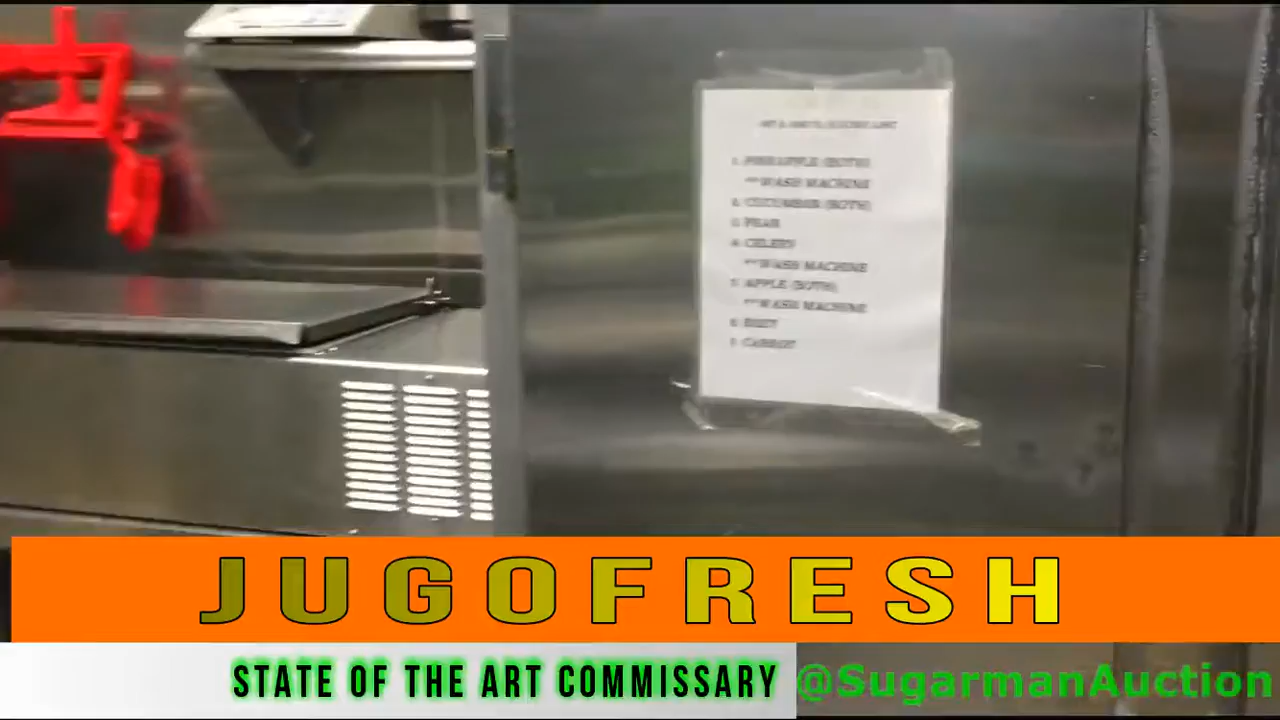 1. PINEAPPLE (BOTH)
**WASH MACHINE
2. CUCUMBER (BOTH)
3. PEAR
4. CELERY
**WASH MACHINE
5. APPLE (BOTH)
**WASH MACHINE
6. BEET
7. CARROT
JUGOFRESH
STATE OF THE ART COMMISSARY
@SugarmanAuction